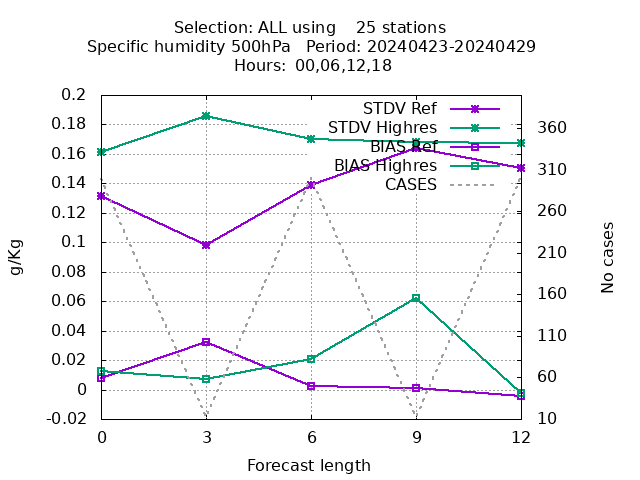 Selection: ALL using    25 stations
Specific humidity 500hPa   Period: 20240423-20240429
Hours: 00,06,12,18
0.2
0.18
0.16
0.14
0.12
0.1
0.08
0.06
0.04
0.02
0
-0.02
g/Kg
STDV Ref
STDV Highres
BIAS Ref
BIAS Highres
CASES
360
310
260
210
160
110
60
10
No cases
0
3
6
9
12
Forecast length